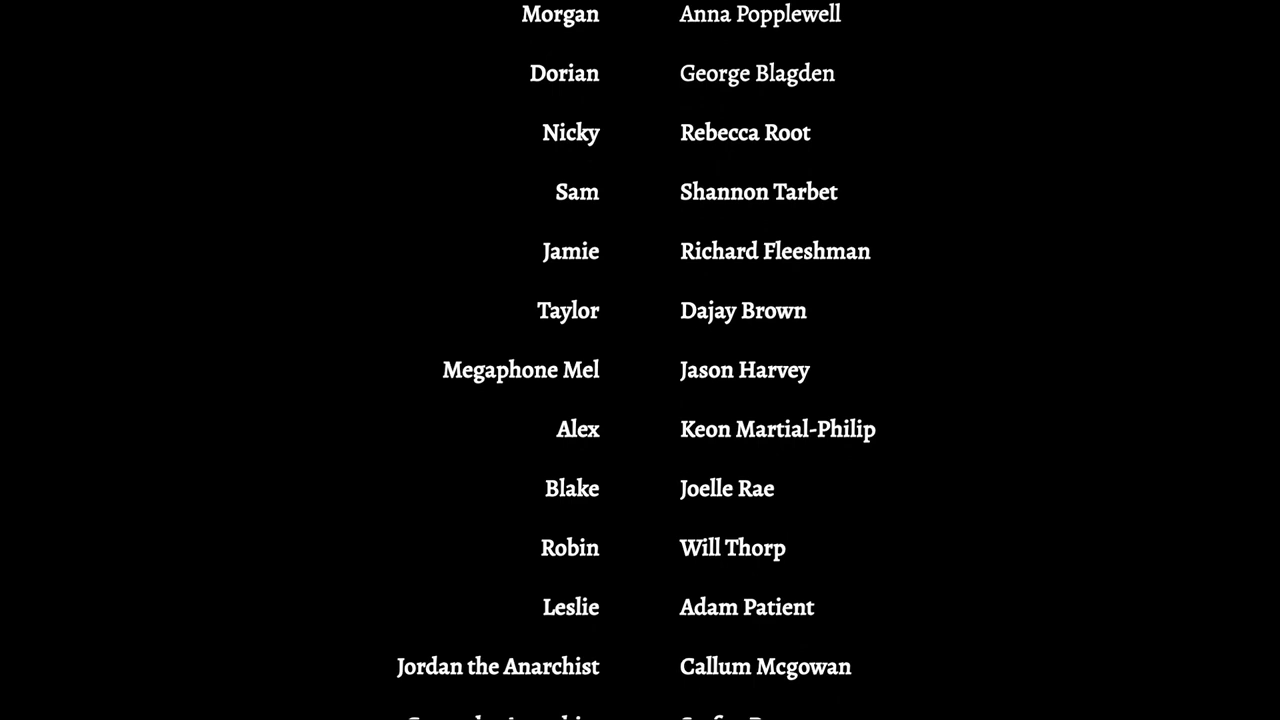 Morgan Anna Popplewell
Dorian George Blagden
Nicky Rebecca Root
Sam Shannon Tarbet
Jamie Richard Fleeshman
Taylor Dajay Brown
Megaphone Mel Jason Harvey
Alex Keon Martial-Philip
Blake Joelle Rae
Robin Will Thorp
Leslie Adam Patient
Jordan the Anarchist Callum Mcgowan